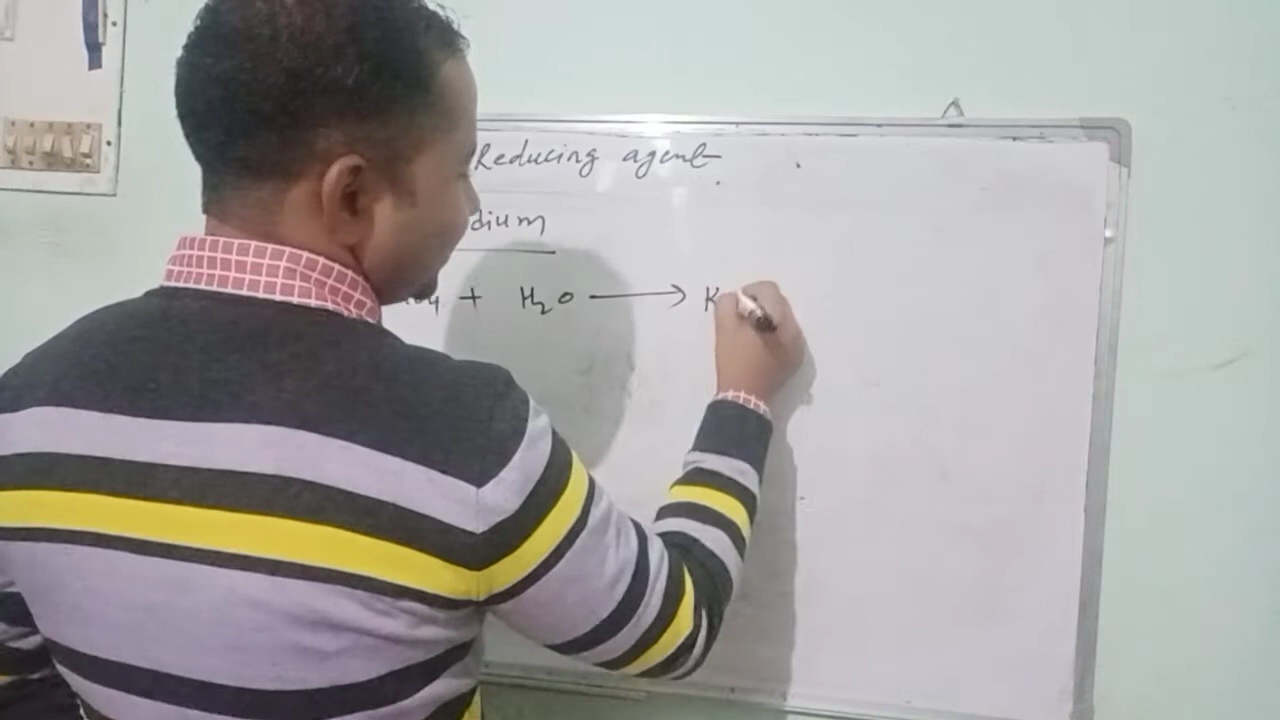 Reducing agent
dium
+ H₂O ⟶ K